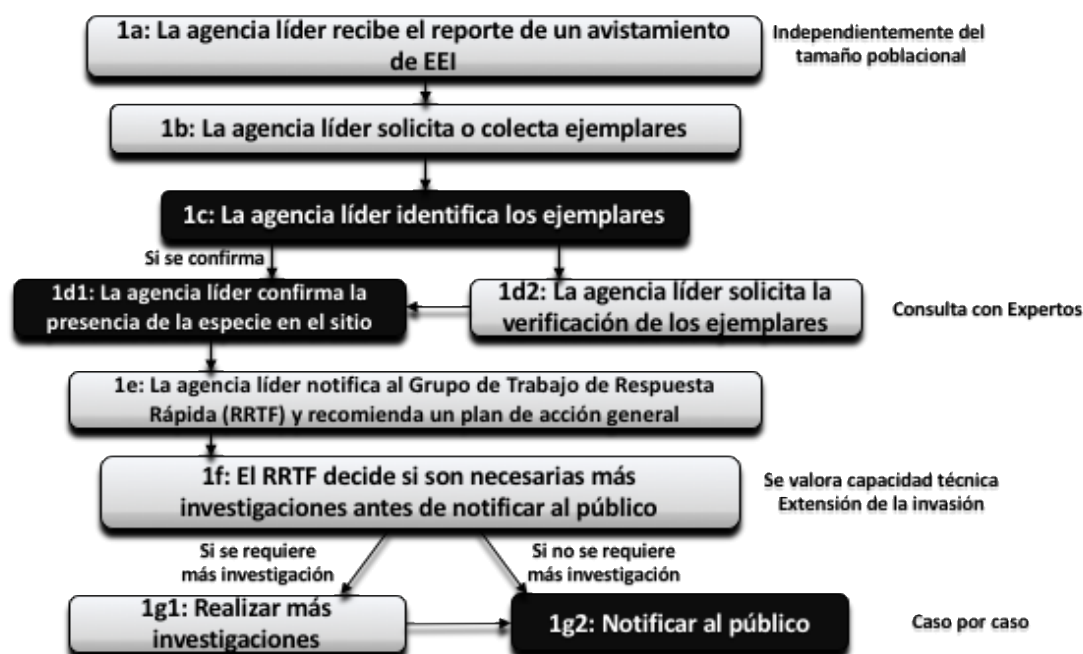 1a: La agencia líder recibe el reporte de un avistamiento
de EEI
Independientemente del
tamaño poblacional
1b: La agencia líder solicita o colecta ejemplares
1c: La agencia líder identifica los ejemplares
Si se confirma
1d1: La agencia líder confirma la
presencia de la especie en el sitio
1d2: La agencia líder solicita la
verificación de los ejemplares
Consulta con Expertos
1e: La agencia líder notifica al Grupo de Trabajo de Respuesta
Rápida (RRTF) y recomienda un plan de acción general
1f: El RRTF decide si son necesarias más
investigaciones antes de notificar al público
Se valora capacidad técnica
Extensión de la invasión
Si se requiere
más investigación
Si no se requiere
más investigación
1g1: Realizar más
investigaciones
1g2: Notificar al público
Caso por caso